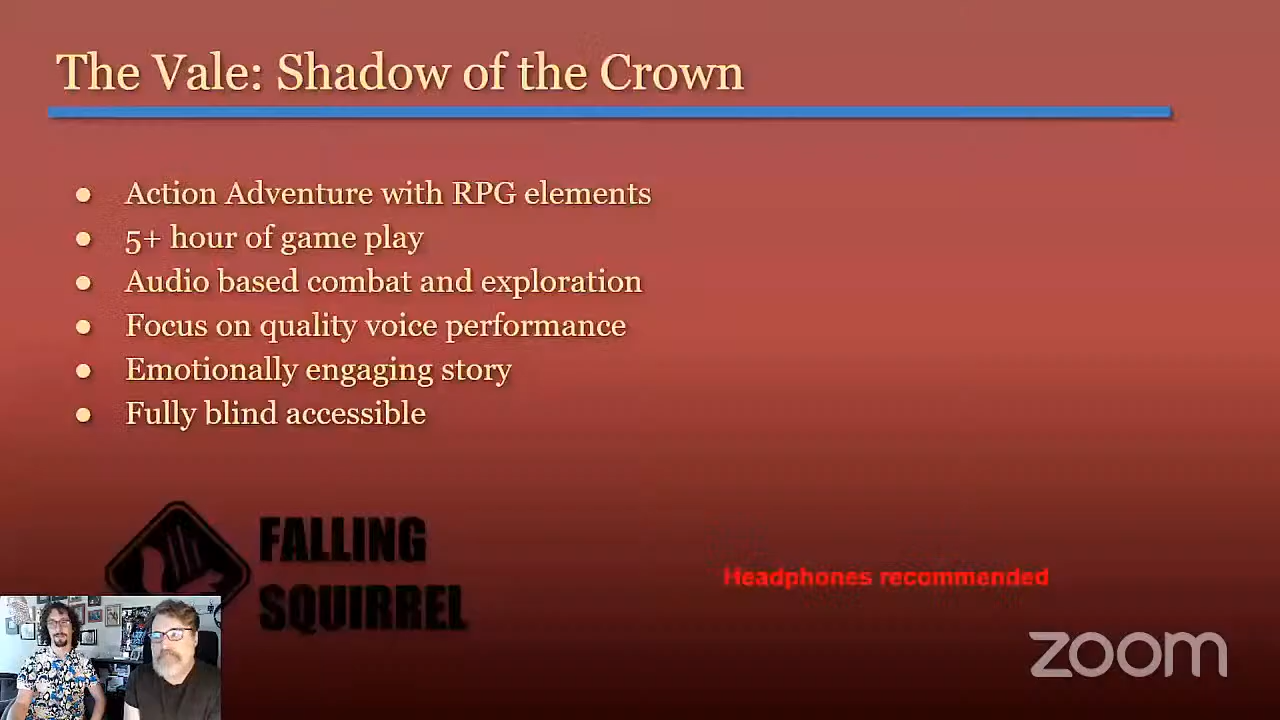 The Vale: Shadow of the Crown
● Action Adventure with RPG elements
● 5+ hour of game play
● Audio based combat and exploration
● Focus on quality voice performance
● Emotionally engaging story
● Fully blind accessible
FALLING
SQUIRREL
Headphones recommended
zoom